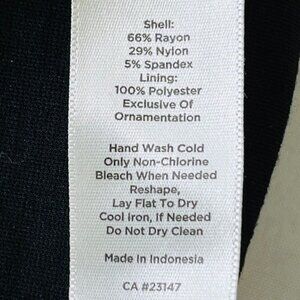 Shell:
66% Rayon
29% Nylon
5% Spandex
Lining:
100% Polyester
Exclusive Of
Ornamentation
Hand Wash Cold
Only Non-Chlorine
Bleach When Needed
Reshape,
Lay Flat To Dry
Cool Iron, If Needed
Do Not Dry Clean
Made in Indonesia
CA #23147